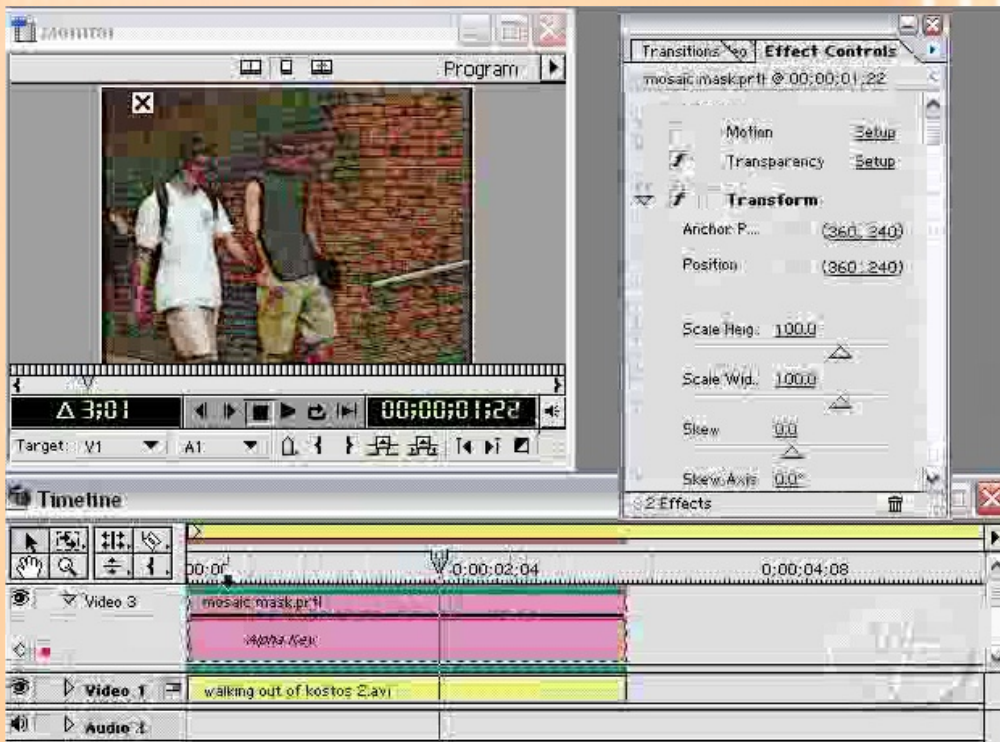 Monitor
Program
Transitions
Effect Controls
mosaic mask.prtl @ 00;00;01;22
Motion Setup
Transparency Setup
Transform
Anchor P... (360, 240)
Position (360, 240)
Scale Heig. 100.0
Scale Wid.. 100.0
Skew 0.0
Skew Axis 0.0°
2 Effects
Δ 3;01
00;00;01;22
Target: V1 A1
Timeline
00;0
0;00;02;04
0;00;04;08
Video 3
mosaic mask.prtl
Alpha Key
Video 1
walking out of kostos 2.avi
Audio